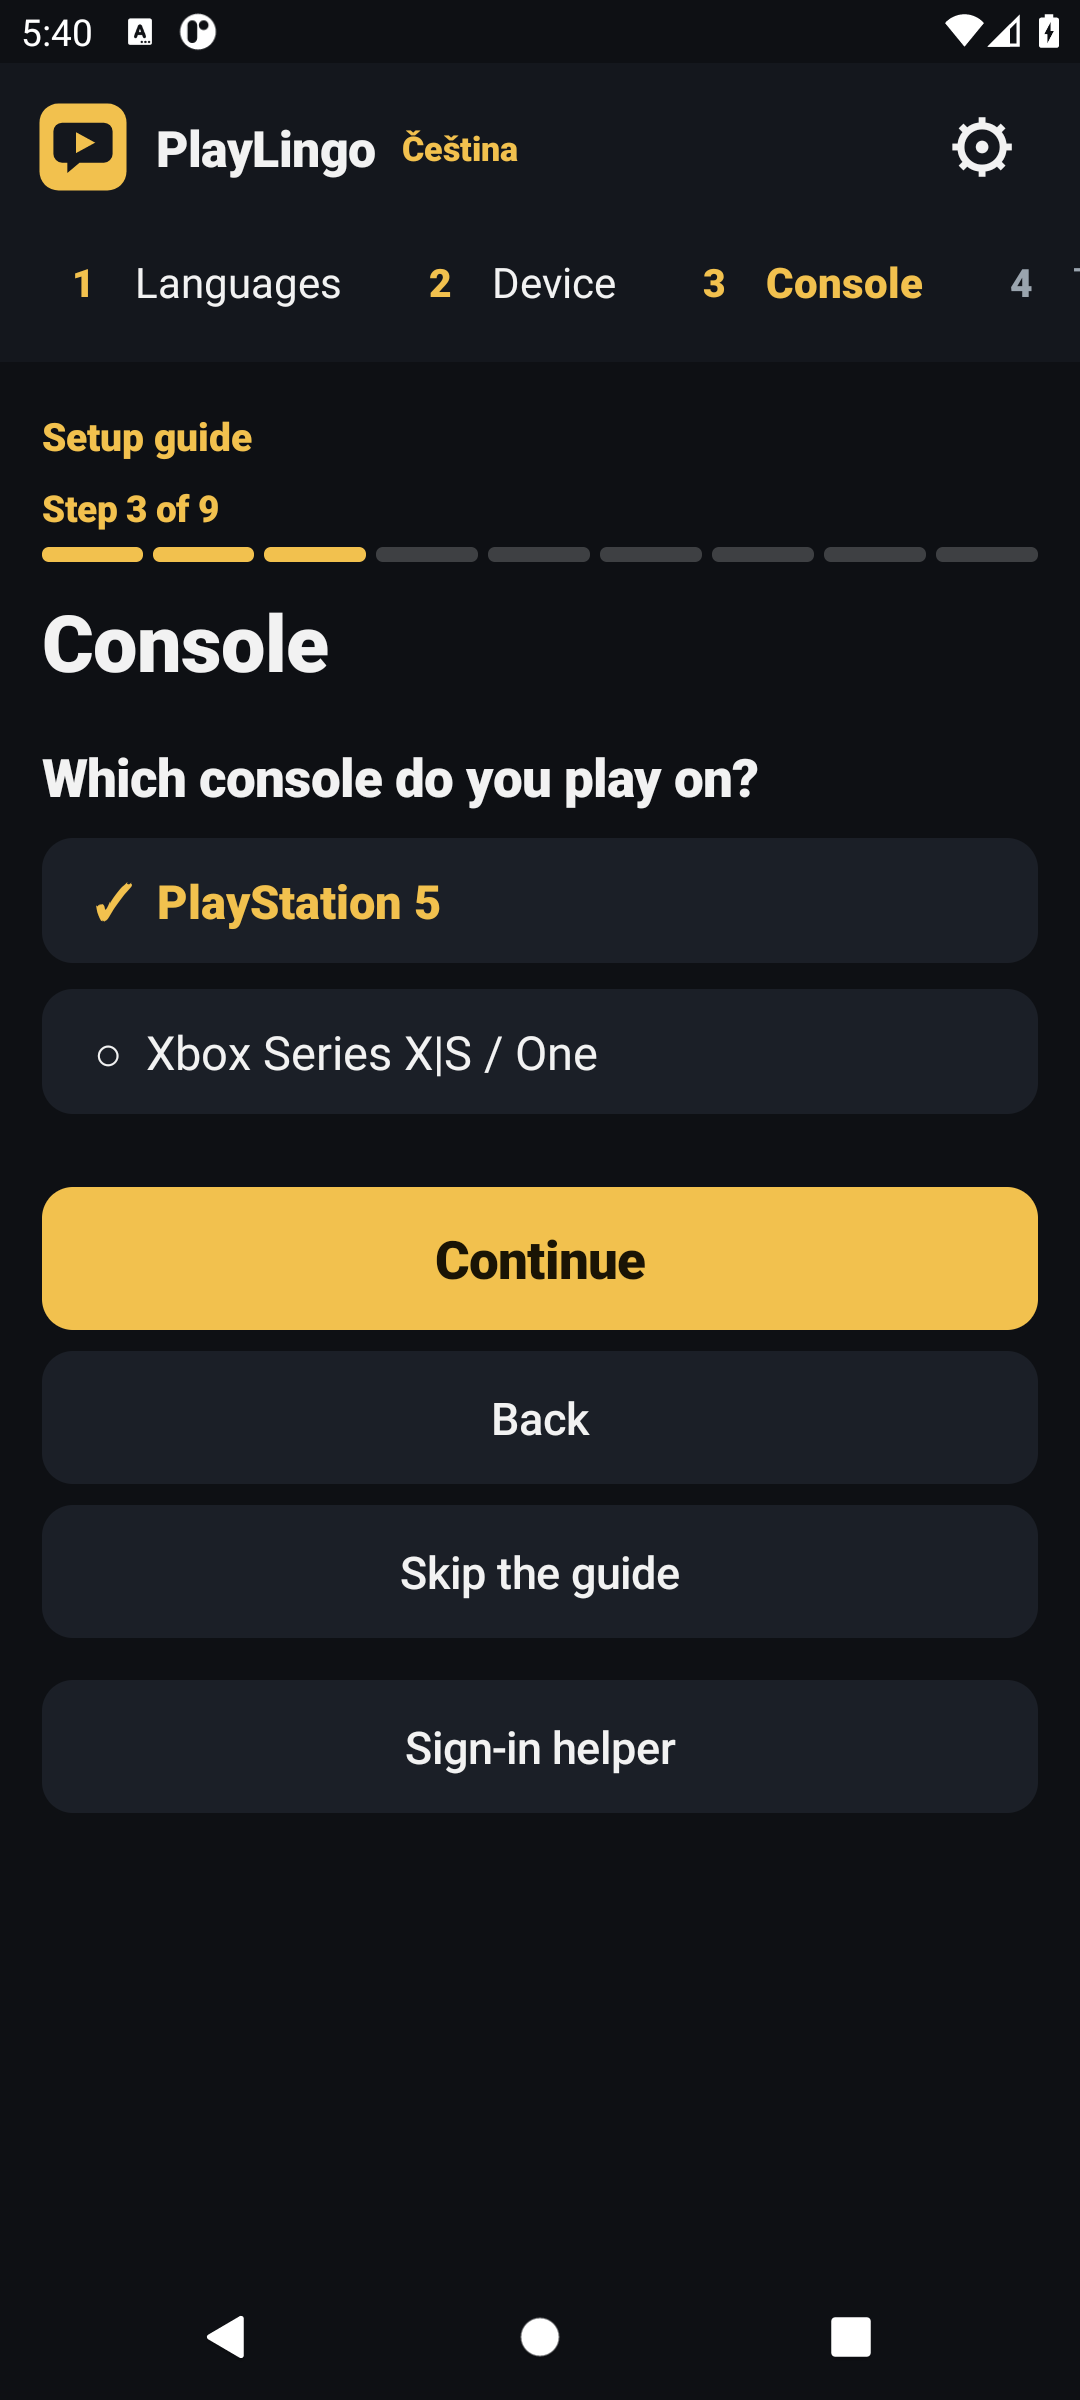 5:40
PlayLingo Čeština
1 Languages 2 Device 3 Console 4
Setup guide
Step 3 of 9
Console
Which console do you play on?
✓ PlayStation 5
○ Xbox Series X|S / One
Continue
Back
Skip the guide
Sign-in helper